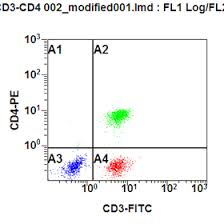 CD3-CD4 002_modified001.lmd : FL1 Log/FL2
A1 A2
A3 A4
10³
10²
10¹
10⁰
CD4-PE
10⁰ 10¹ 10² 10³
CD3-FITC